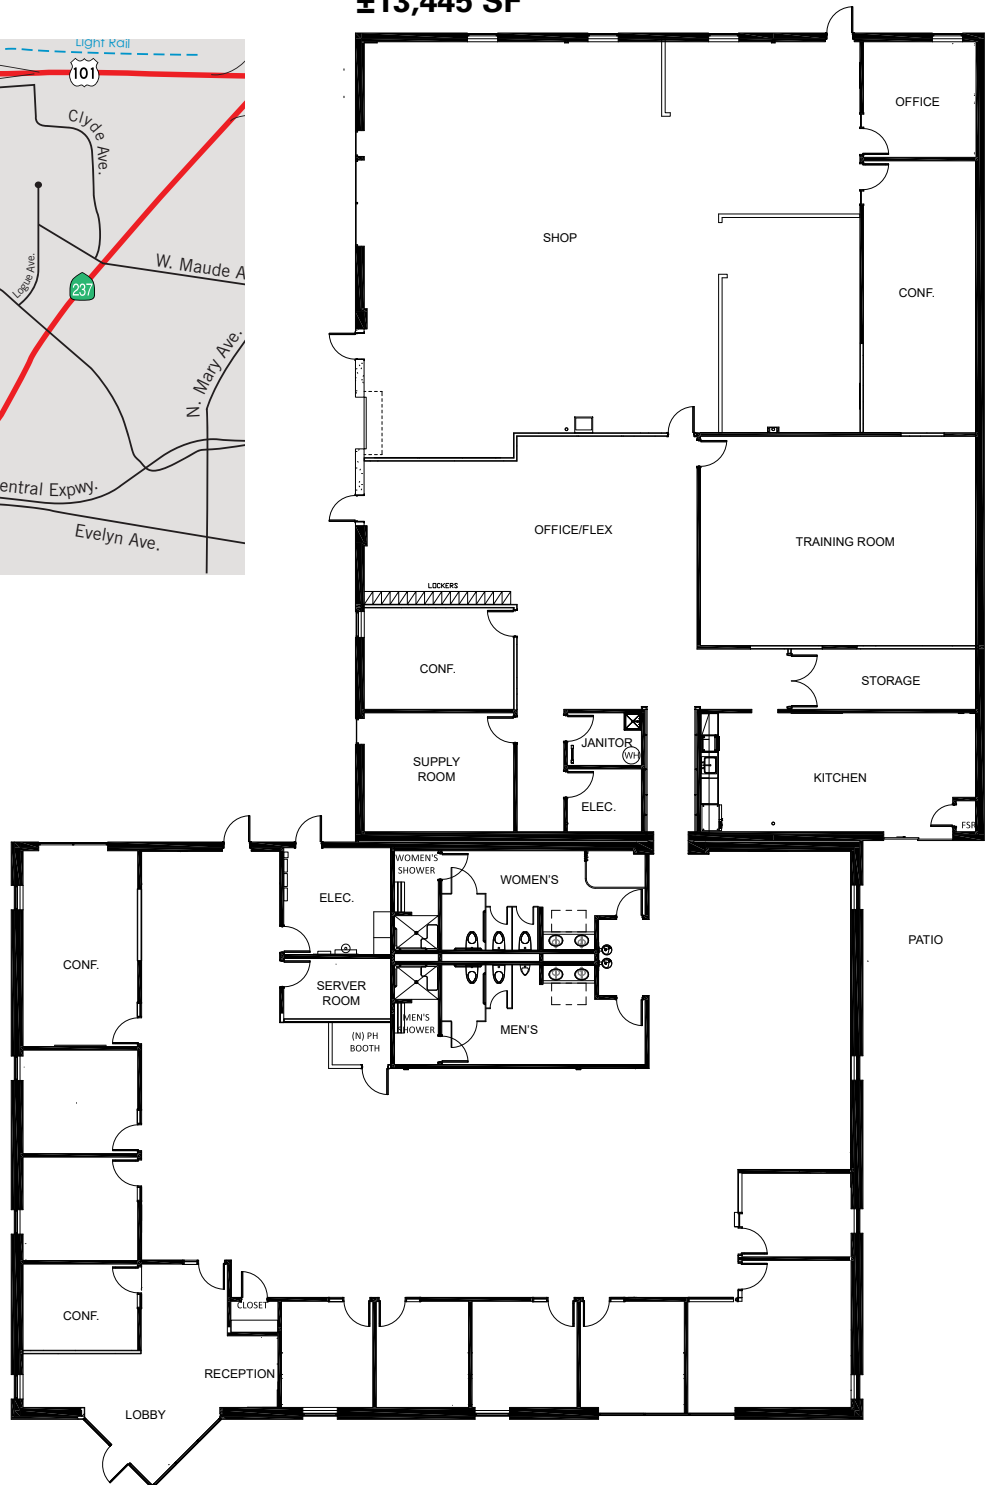 ±13,445 SF
Light Rail
101
Clyde Ave.
Logue Ave.
W. Maude A
237
N. Mary Ave.
entral Expwy.
Evelyn Ave.
OFFICE
SHOP
CONF.
OFFICE/FLEX
TRAINING ROOM
LOCKERS
CONF.
STORAGE
JANITOR
WH
SUPPLY
ROOM
KITCHEN
ELEC.
FSR
WOMEN'S
SHOWER
WOMEN'S
ELEC.
PATIO
CONF.
SERVER
ROOM
MEN'S
SHOWER
MEN'S
(N) PH
BOOTH
CLOSET
CONF.
RECEPTION
LOBBY